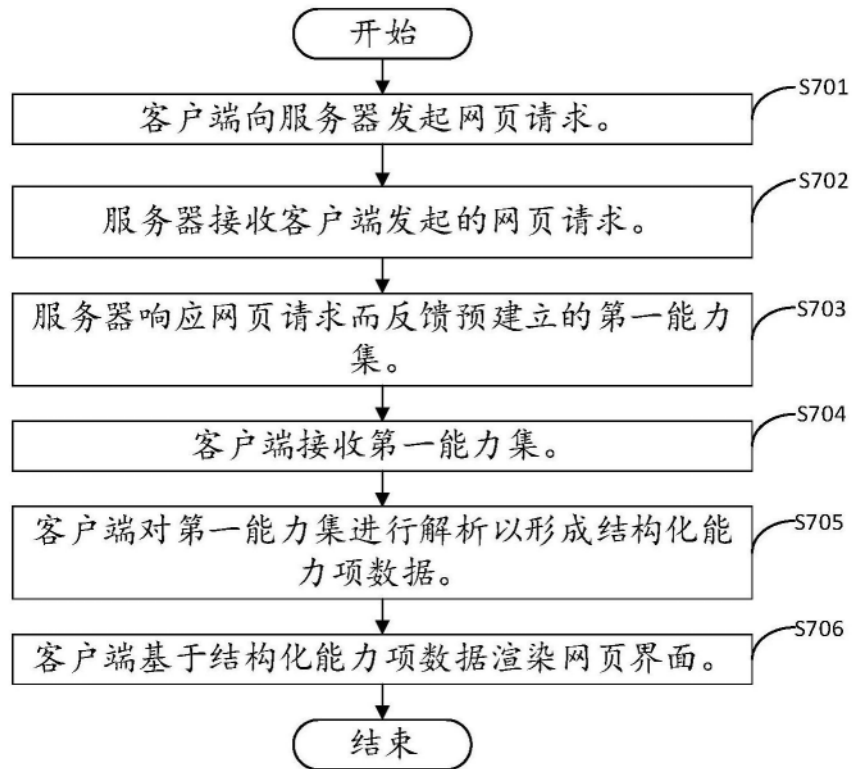 开始
S701
客户端向服务器发起网页请求。
S702
服务器接收客户端发起的网页请求。
S703
服务器响应网页请求而反馈预建立的第一能力
集。
S704
客户端接收第一能力集。
S705
客户端对第一能力集进行解析以形成结构化能
力项数据。
S706
客户端基于结构化能力项数据渲染网页界面。
结束